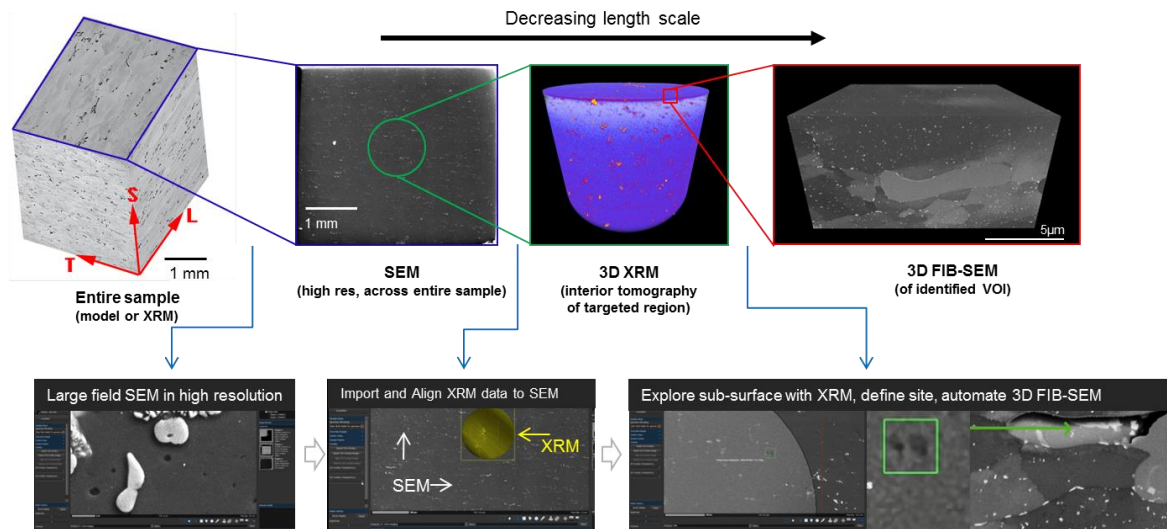 Decreasing length scale
S
L
T
1 mm
1 mm
5µm
Entire sample
(model or XRM)
SEM
(high res, across entire sample)
3D XRM
(interior tomography
of targeted region)
3D FIB-SEM
(of identified VOI)
Large field SEM in high resolution
Import and Align XRM data to SEM
XRM
SEM
Explore sub-surface with XRM, define site, automate 3D FIB-SEM